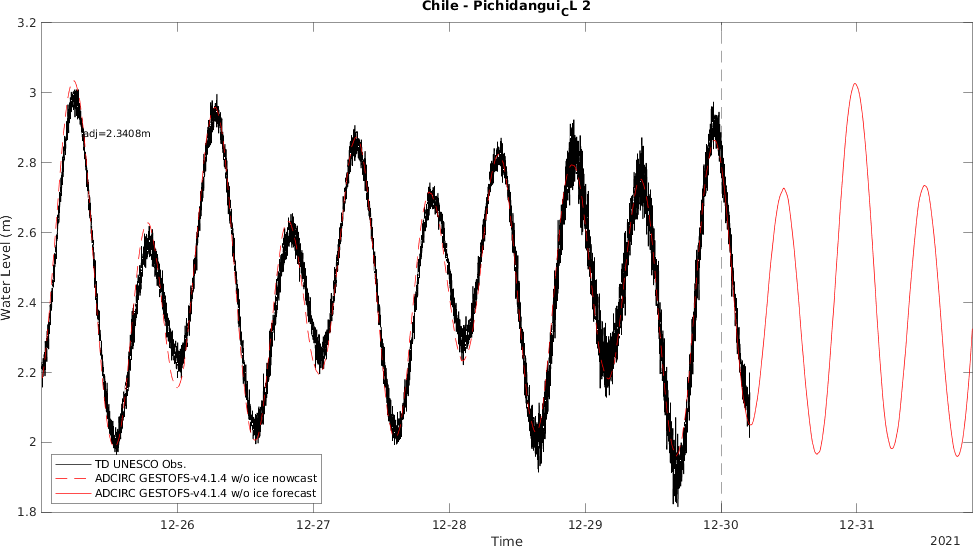 Chile - PichidanguiCL 2
3.2
3
2.8
2.6
2.4
2.2
2
1.8
Water Level (m)
adj=2.3408m
TD UNESCO Obs.
ADCIRC GESTOFS-v4.1.4 w/o ice nowcast
ADCIRC GESTOFS-v4.1.4 w/o ice forecast
12-26
12-27
12-28
12-29
12-30
12-31
Time
2021